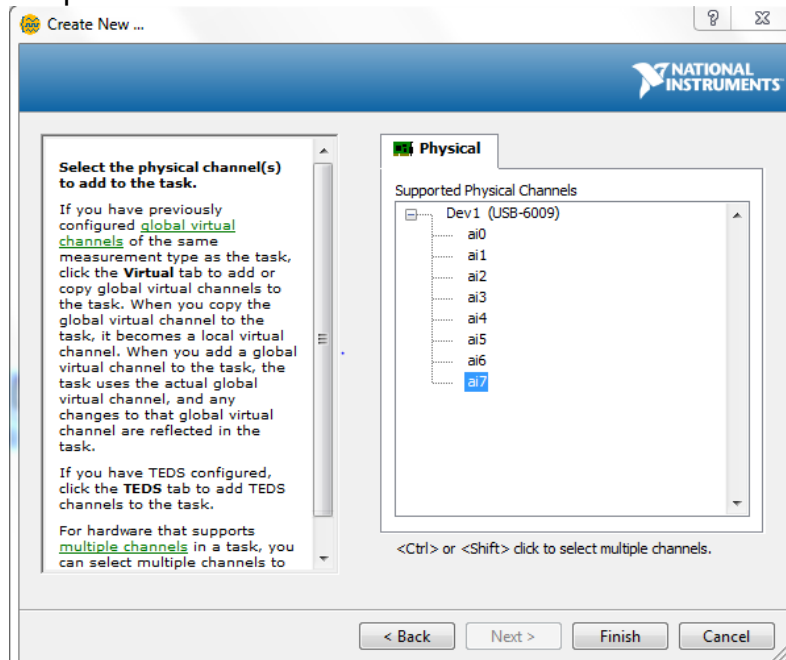 Create New ...
NATIONAL
INSTRUMENTS
Select the physical channel(s)
to add to the task.
If you have previously
configured global virtual
channels of the same
measurement type as the task,
click the Virtual tab to add or
copy global virtual channels to
the task. When you copy the
global virtual channel to the
task, it becomes a local virtual
channel. When you add a global
virtual channel to the task, the
task uses the actual global
virtual channel, and any
changes to that global virtual
channel are reflected in the
task.
If you have TEDS configured,
click the TEDS tab to add TEDS
channels to the task.
For hardware that supports
multiple channels in a task, you
can select multiple channels to
Physical
Supported Physical Channels
Dev1 (USB-6009)
ai0
ai1
ai2
ai3
ai4
ai5
ai6
ai7
<Ctrl> or <Shift> click to select multiple channels.
< Back
Next >
Finish
Cancel